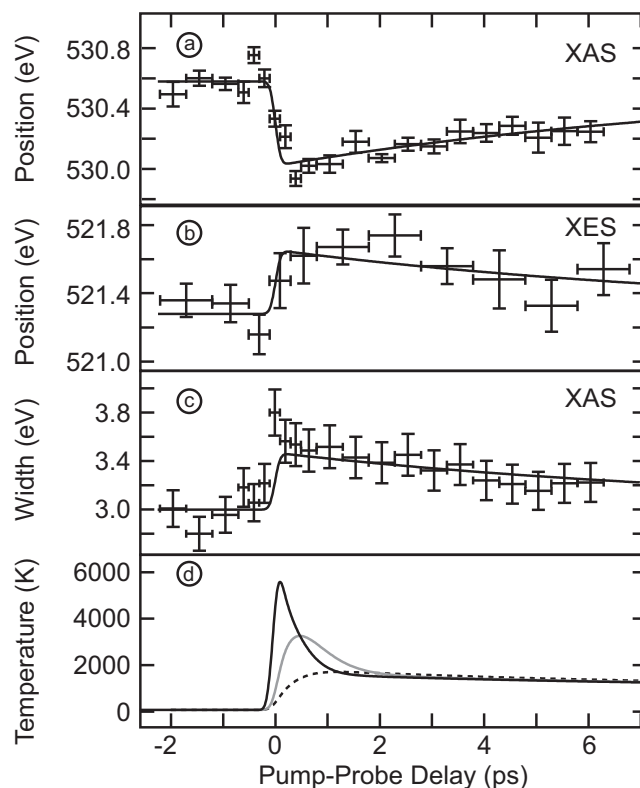 a
XAS
530.8
530.4
530.0
Position (eV)
b
XES
521.8
521.4
521.0
Position (eV)
c
XAS
3.8
3.4
3.0
Width (eV)
d
6000
4000
2000
0
Temperature (K)
-2 0 2 4 6
Pump-Probe Delay (ps)